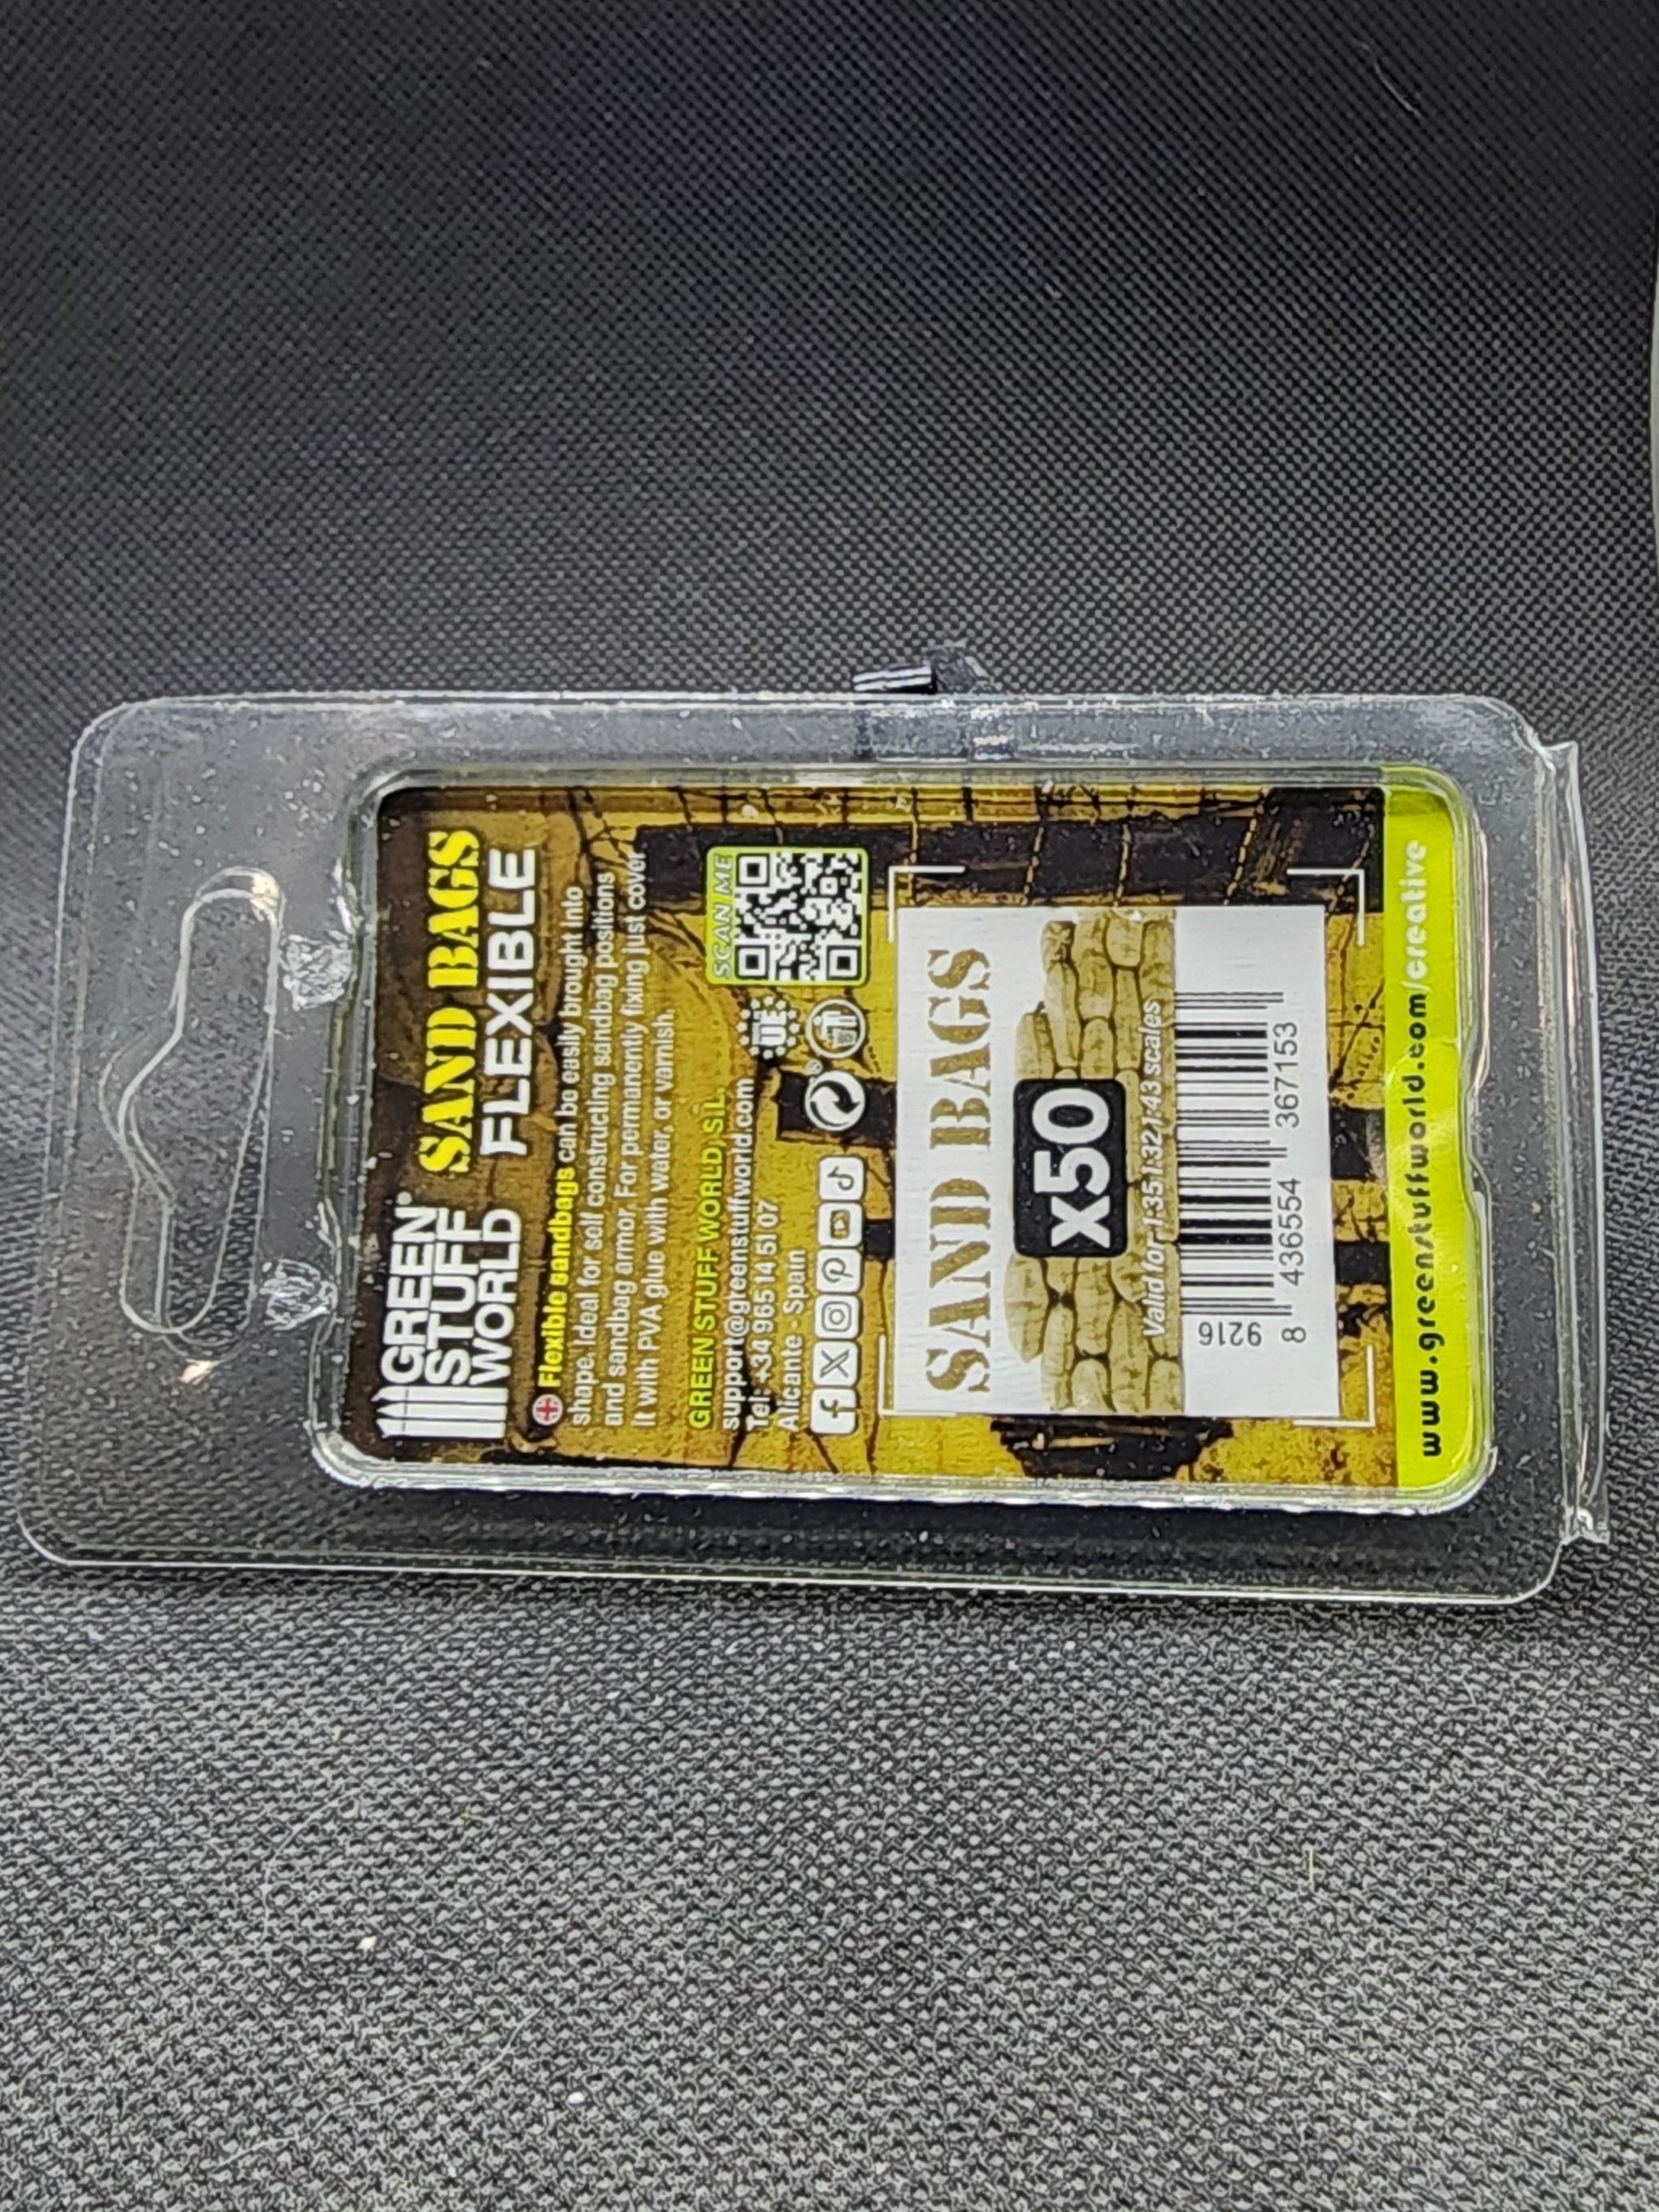 GREEN
STUFF
WORLD
SAND BAGS
FLEXIBLE
Flexible sandbags can be easily brought into
shape. Ideal for self constructing sandbag positions
and sandbag armor. For permanently fixing just cover
it with PVA glue with water, or varnish.
GREEN STUFF WORLD S.L.
support@greenstuffworld.com
Tel: +34 965 14 51 07
Alicante - Spain
UE
SCAN ME
SAND BAGS
x50
Valid for 1:35 1:32 1:43 scales
9216
8 436554 367153
www.greenstuffworld.com/creative